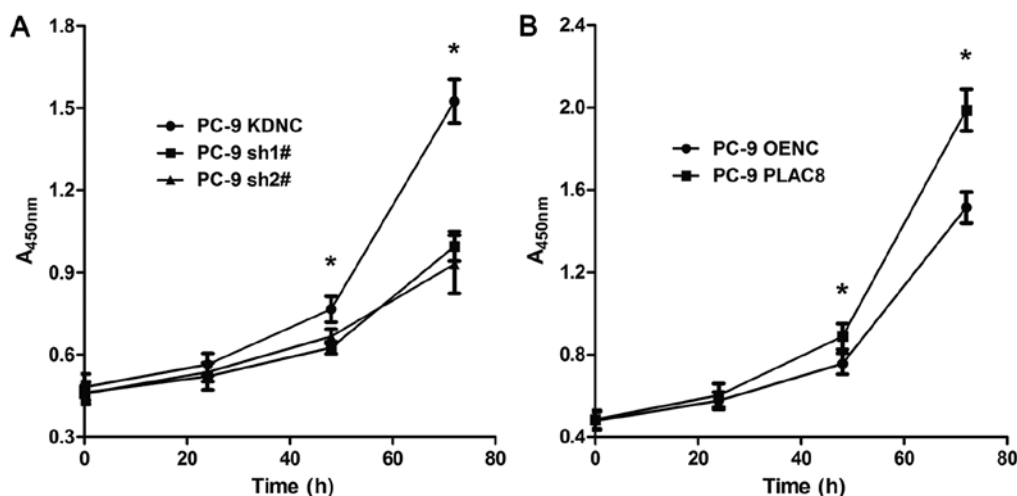 A
1.8
1.5
1.2
0.9
0.6
0.3
A450nm
PC-9 KDNC
PC-9 sh1#
PC-9 sh2#
*
*
0
20
40
60
80
Time (h)
B
2.4
2.0
1.6
1.2
0.8
0.4
A450nm
PC-9 OENC
PC-9 PLAC8
*
*
0
20
40
60
80
Time (h)